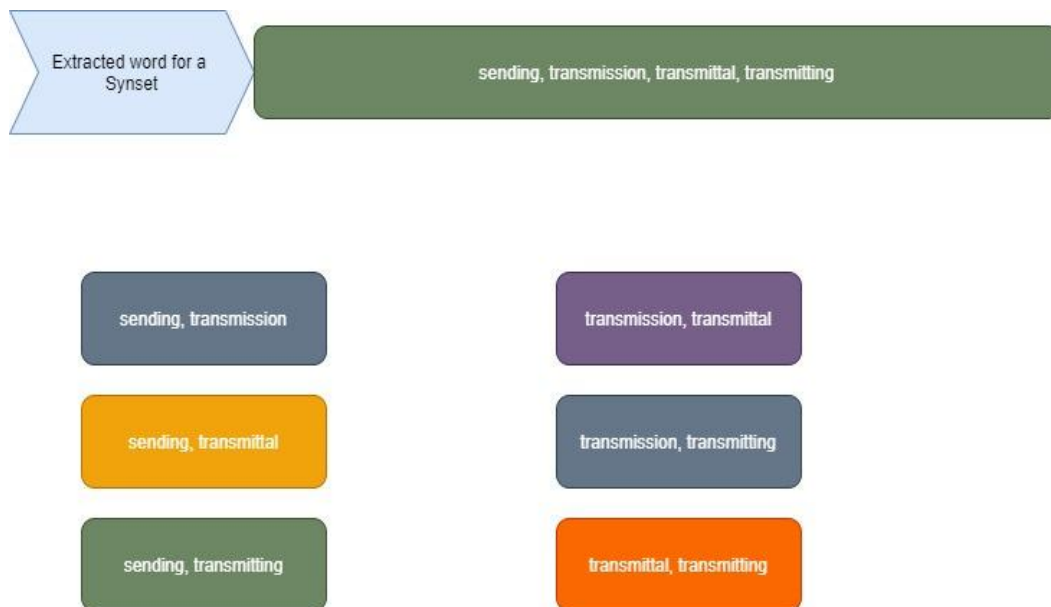 Extracted word for a
Synset
sending, transmission, transmittal, transmitting
sending, transmission
transmission, transmittal
sending, transmittal
transmission, transmitting
sending, transmitting
transmittal, transmitting